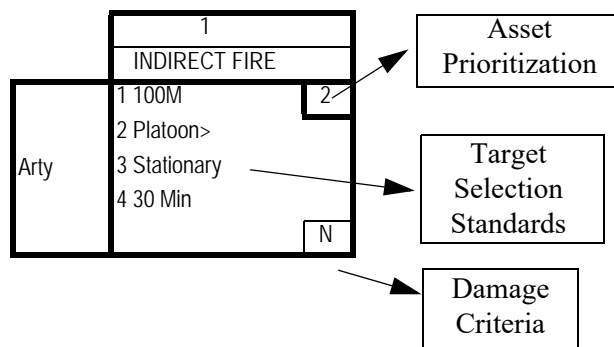 1
INDIRECT FIRE
Asset
Prioritization
Arty
1 100M
2
2 Platoon>
3 Stationary
4 30 Min
N
Target
Selection
Standards
Damage
Criteria